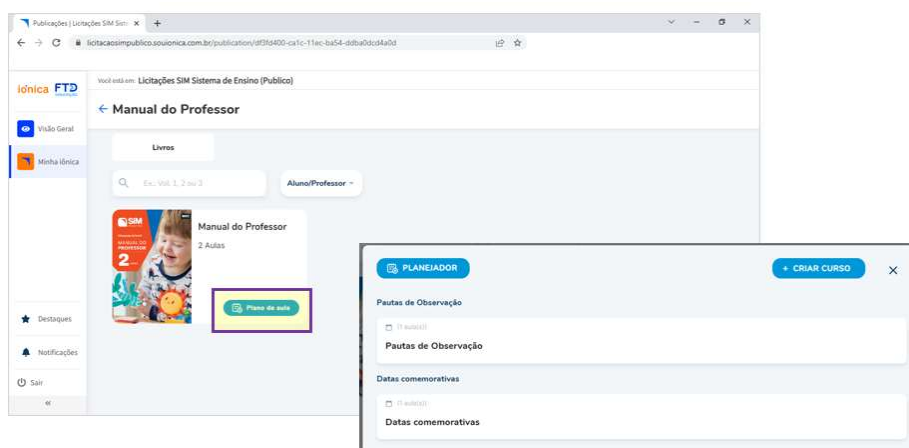 Publicações | Licitações SIM Sist
licitacaosimpublico.souionica.com.br/publication/df3fd400-ca1c-11ec-ba54-ddba0dcd4a0d
iônica FTD
Você está em: Licitações SIM Sistema de Ensino (Publico)
Manual do Professor
Visão Geral
Minha iônica
Livros
Ex.: Vol. 1, 2 ou 3
Aluno/Professor
SIM
MANUAL DO
PROFESSOR
2
Manual do Professor
2 Aulas
Plano de aula
Destaques
Notificações
Sair
PLANEJADOR
+ CRIAR CURSO
Pautas de Observação
(1 aula(s))
Pautas de Observação
Datas comemorativas
(1 aula(s))
Datas comemorativas